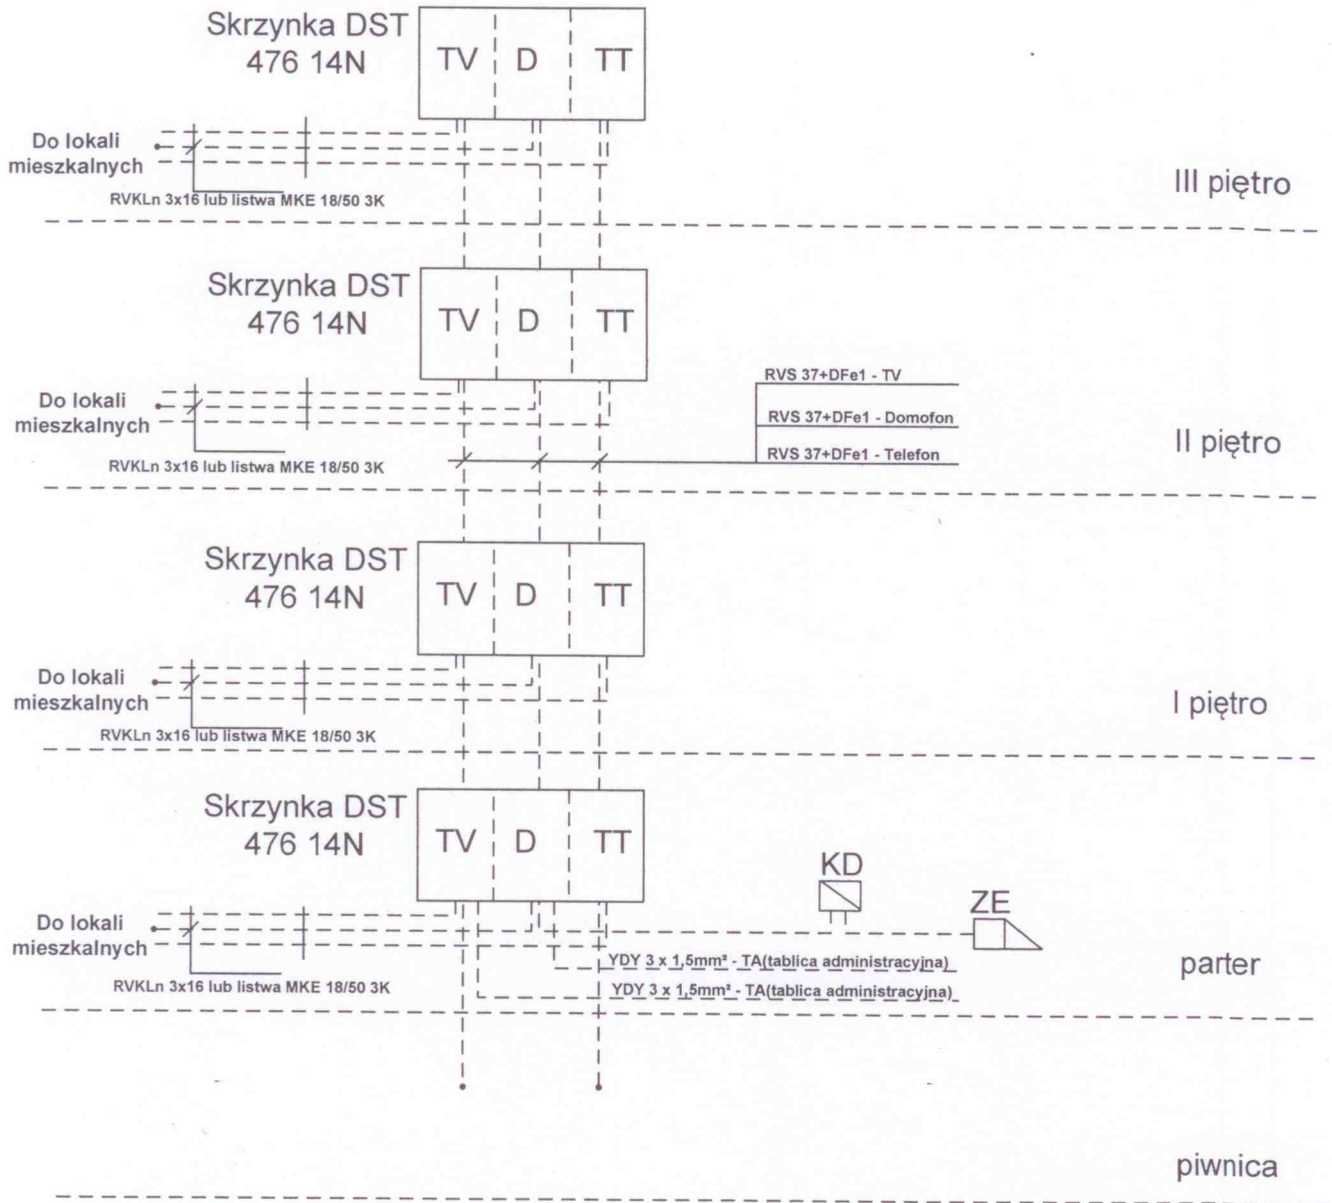 Skrzynka DST
476 14N
TV D TT
Do lokali
mieszkalnych
RVKLn 3x16 lub listwa MKE 18/50 3K
III piętro
Skrzynka DST
476 14N
TV D TT
Do lokali
mieszkalnych
RVKLn 3x16 lub listwa MKE 18/50 3K
RVS 37+DFe1 - TV
RVS 37+DFe1 - Domofon
RVS 37+DFe1 - Telefon
II piętro
Skrzynka DST
476 14N
TV D TT
Do lokali
mieszkalnych
RVKLn 3x16 lub listwa MKE 18/50 3K
I piętro
Skrzynka DST
476 14N
TV D TT
KD
ZE
Do lokali
mieszkalnych
RVKLn 3x16 lub listwa MKE 18/50 3K
YDY 3 x 1,5mm² - TA(tablica administracyjna)
YDY 3 x 1,5mm² - TA(tablica administracyjna)
parter
piwnica